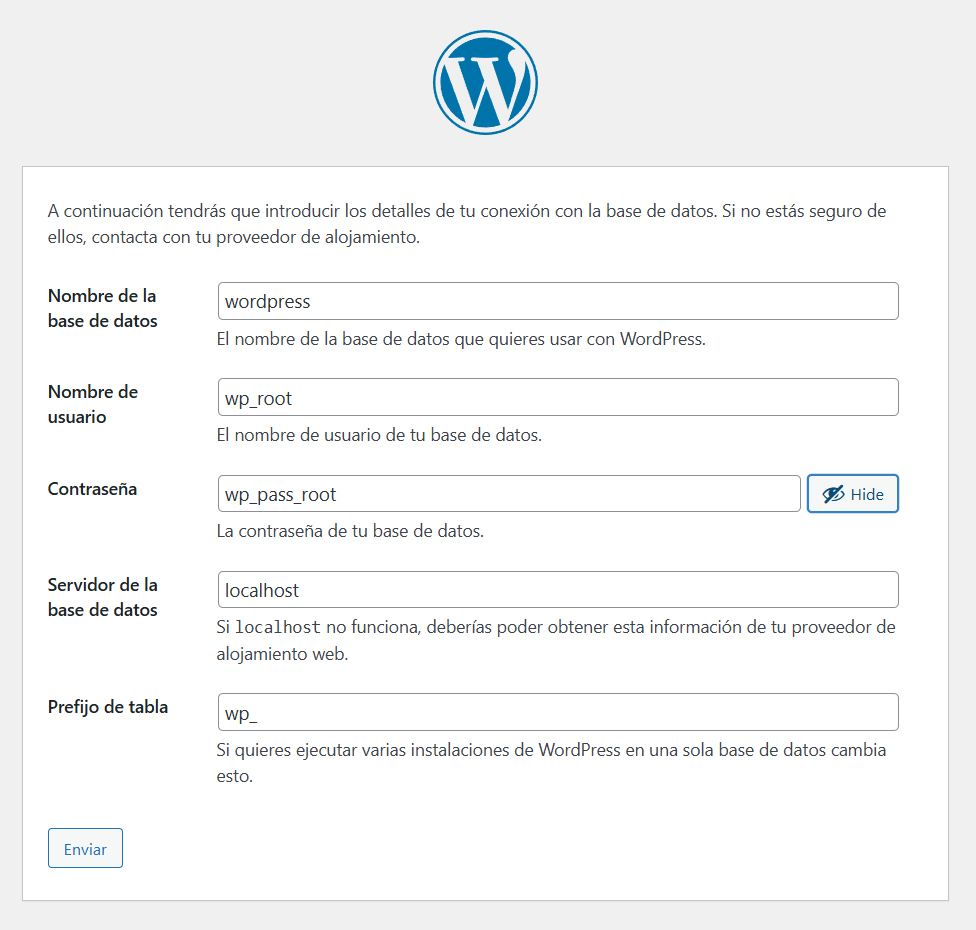 A continuación tendrás que introducir los detalles de tu conexión con la base de datos. Si no estás seguro de
ellos, contacta con tu proveedor de alojamiento.
Nombre de la
base de datos
wordpress
El nombre de la base de datos que quieres usar con WordPress.
Nombre de
usuario
wp_root
El nombre de usuario de tu base de datos.
Contraseña
wp_pass_root
Hide
La contraseña de tu base de datos.
Servidor de la
base de datos
localhost
Si localhost no funciona, deberías poder obtener esta información de tu proveedor de
alojamiento web.
Prefijo de tabla
wp_
Si quieres ejecutar varias instalaciones de WordPress en una sola base de datos cambia
esto.
Enviar